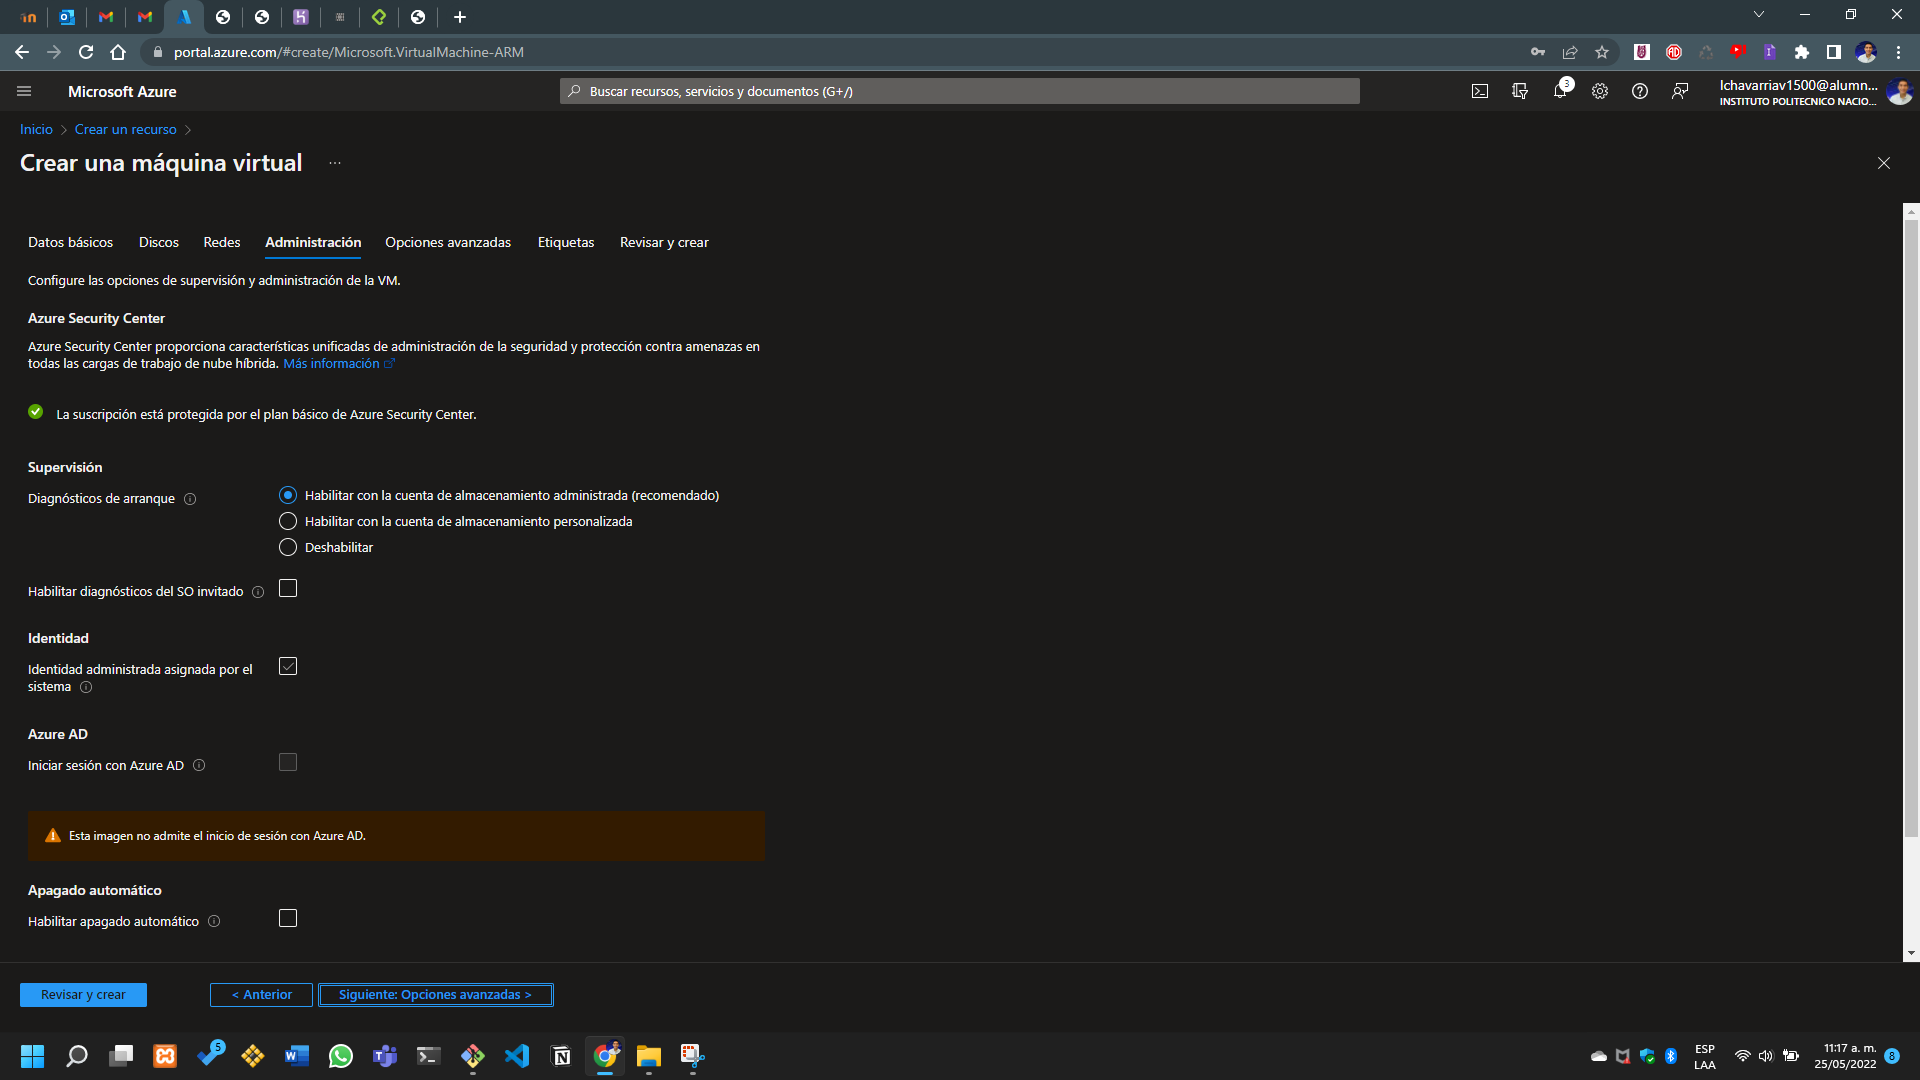 portal.azure.com/#create/Microsoft.VirtualMachine-ARM
Microsoft Azure
Buscar recursos, servicios y documentos (G+/)
3
lchavarriav1500@alumn...
INSTITUTO POLITECNICO NACIO...
Inicio > Crear un recurso >
Crear una máquina virtual ...
Datos básicos Discos Redes Administración Opciones avanzadas Etiquetas Revisar y crear
Configure las opciones de supervisión y administración de la VM.
Azure Security Center
Azure Security Center proporciona características unificadas de administración de la seguridad y protección contra amenazas en
todas las cargas de trabajo de nube híbrida. Más información
La suscripción está protegida por el plan básico de Azure Security Center.
Supervisión
Diagnósticos de arranque
Habilitar con la cuenta de almacenamiento administrada (recomendado)
Habilitar con la cuenta de almacenamiento personalizada
Deshabilitar
Habilitar diagnósticos del SO invitado
Identidad
Identidad administrada asignada por el
sistema
Azure AD
Iniciar sesión con Azure AD
Esta imagen no admite el inicio de sesión con Azure AD.
Apagado automático
Habilitar apagado automático
Revisar y crear
< Anterior
Siguiente: Opciones avanzadas >
5
ESP
LAA
11:17 a. m.
25/05/2022
8